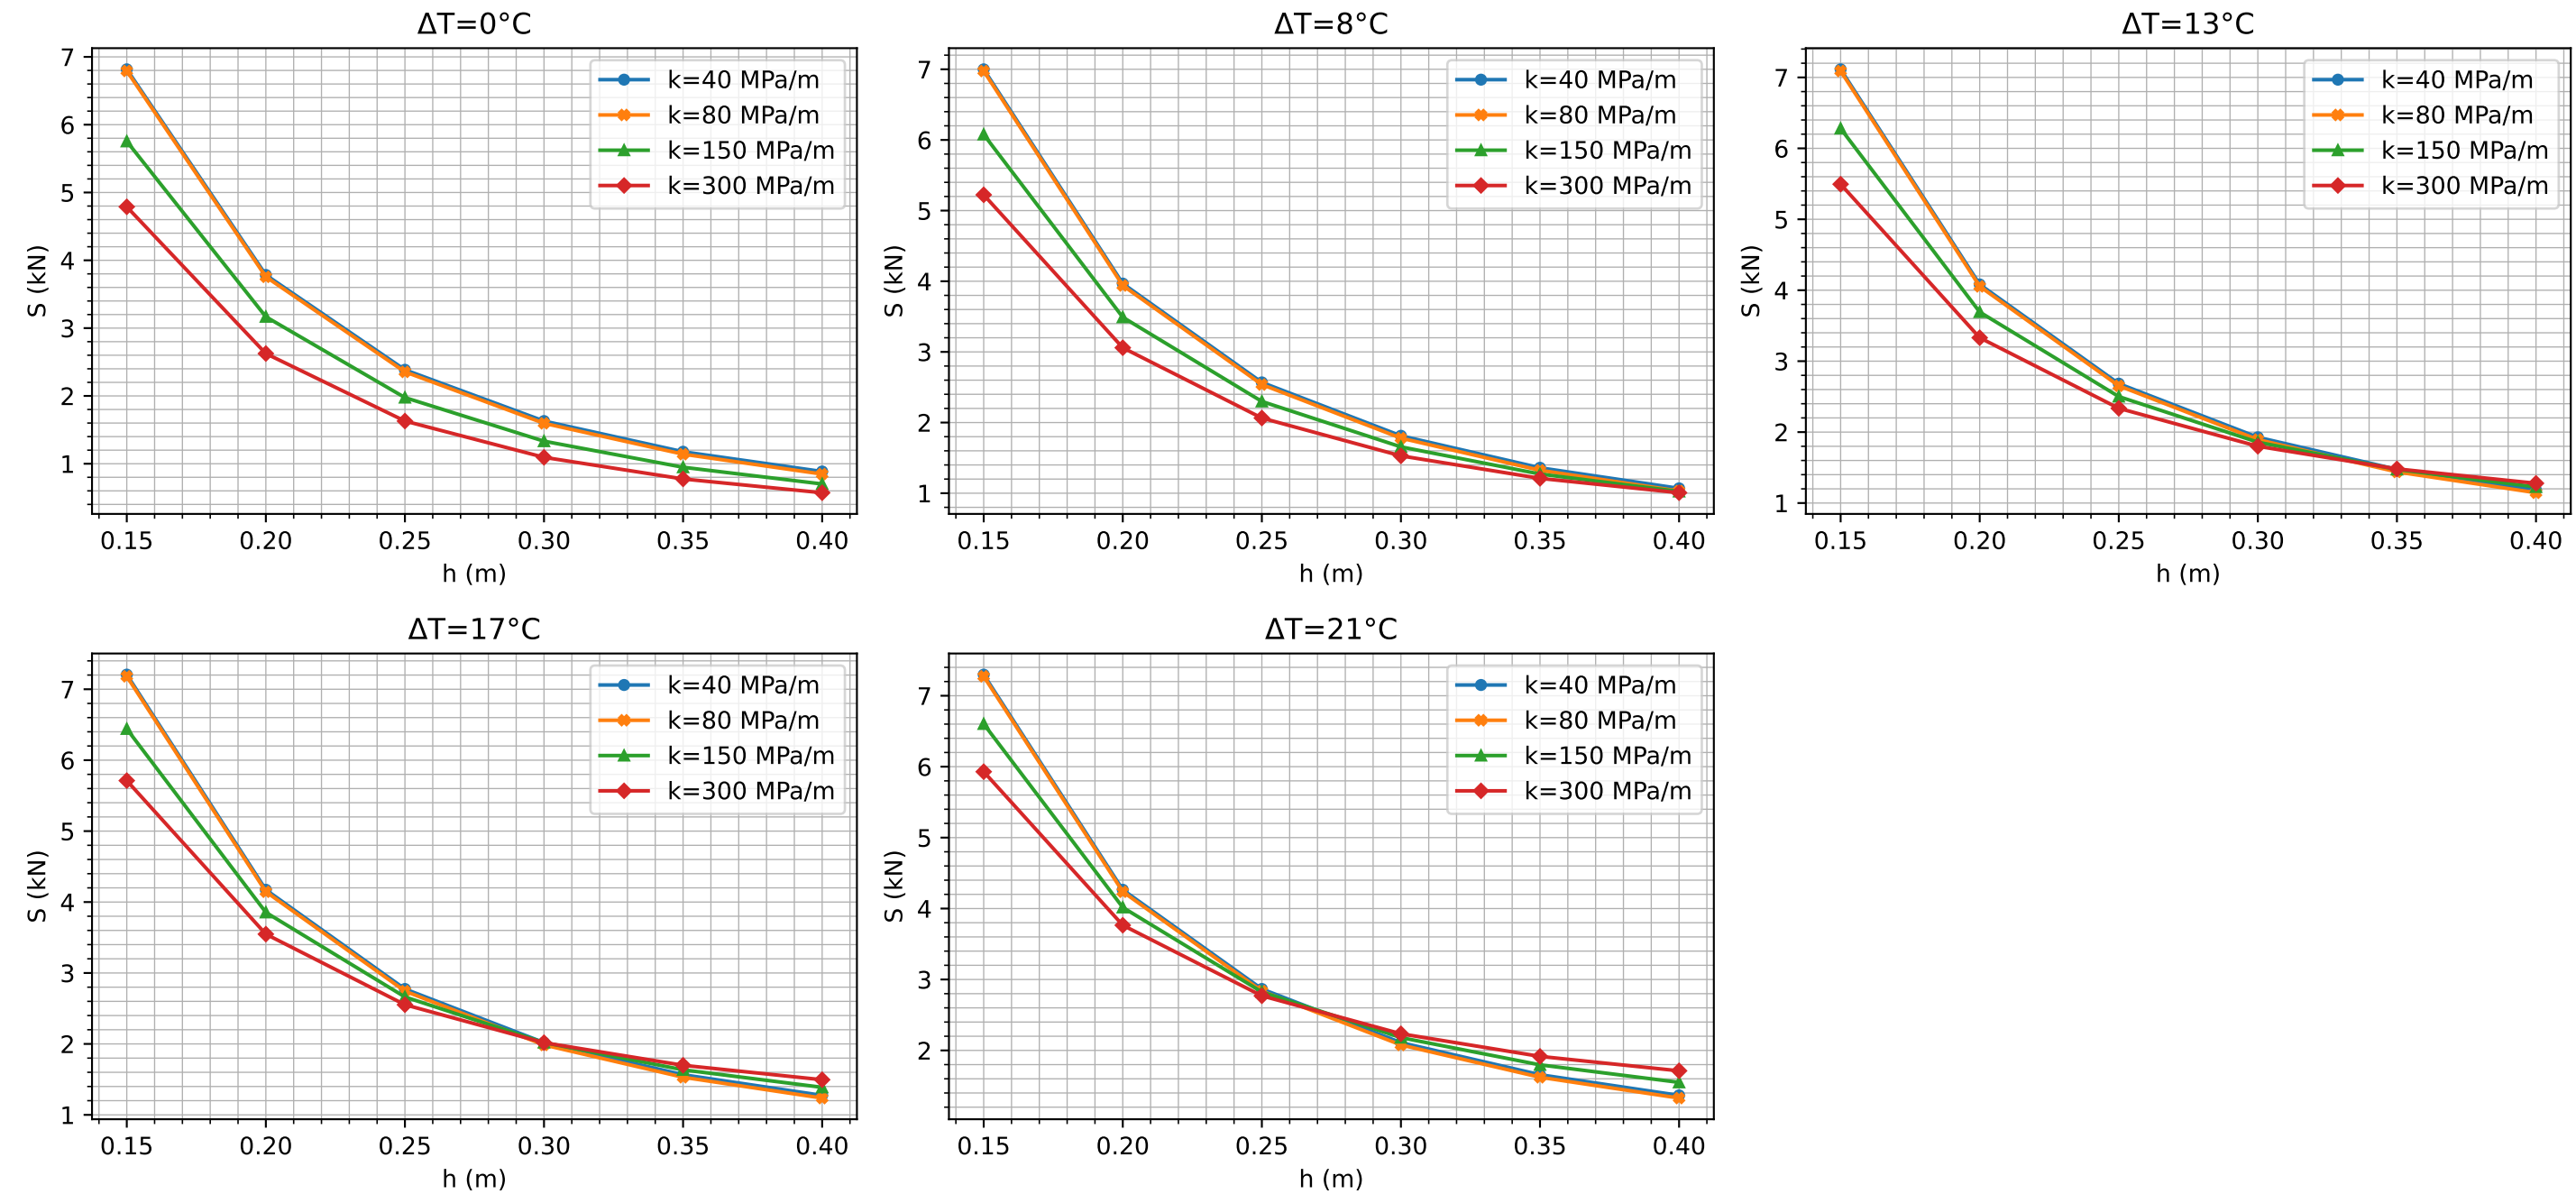 ΔT=0°C
7
6
5
4
3
2
1
S (kN)
k=40 MPa/m
k=80 MPa/m
k=150 MPa/m
k=300 MPa/m
0.15 0.20 0.25 0.30 0.35 0.40
h (m)
ΔT=8°C
7
6
5
4
3
2
1
S (kN)
k=40 MPa/m
k=80 MPa/m
k=150 MPa/m
k=300 MPa/m
0.15 0.20 0.25 0.30 0.35 0.40
h (m)
ΔT=13°C
7
6
5
4
3
2
1
S (kN)
k=40 MPa/m
k=80 MPa/m
k=150 MPa/m
k=300 MPa/m
0.15 0.20 0.25 0.30 0.35 0.40
h (m)
ΔT=17°C
7
6
5
4
3
2
1
S (kN)
k=40 MPa/m
k=80 MPa/m
k=150 MPa/m
k=300 MPa/m
0.15 0.20 0.25 0.30 0.35 0.40
h (m)
ΔT=21°C
7
6
5
4
3
2
S (kN)
k=40 MPa/m
k=80 MPa/m
k=150 MPa/m
k=300 MPa/m
0.15 0.20 0.25 0.30 0.35 0.40
h (m)